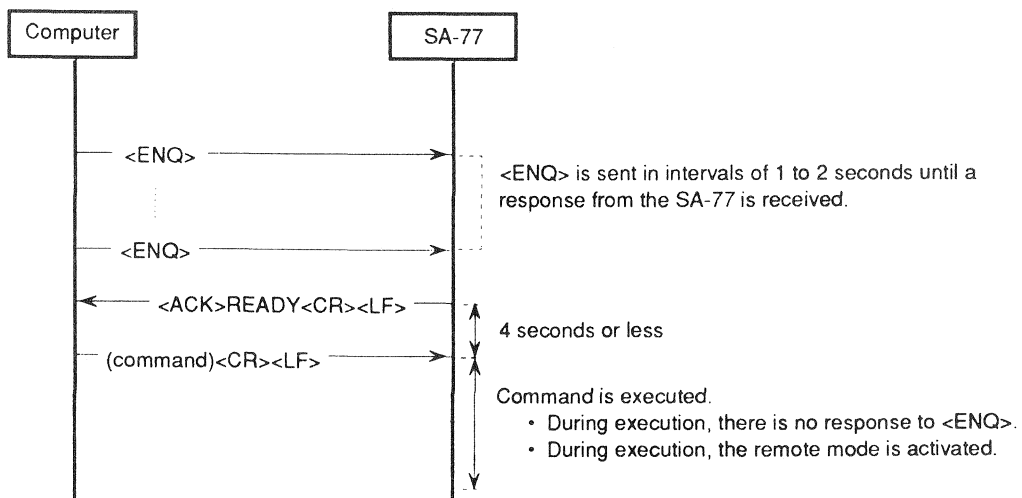 Computer
SA-77
<ENQ>
<ENQ> is sent in intervals of 1 to 2 seconds until a
response from the SA-77 is received.
<ENQ>
<ACK>READY<CR><LF>
4 seconds or less
(command)<CR><LF>
Command is executed.
• During execution, there is no response to <ENQ>.
• During execution, the remote mode is activated.